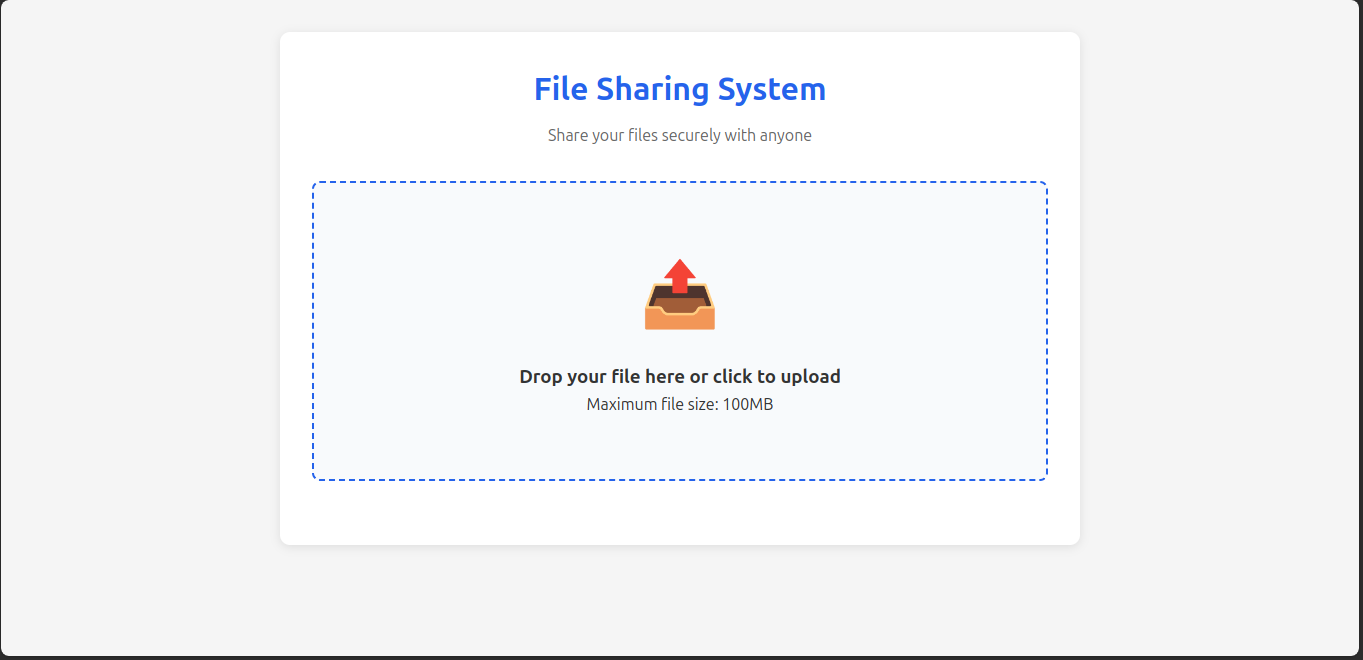 File Sharing System
Share your files securely with anyone
Drop your file here or click to upload
Maximum file size: 100MB